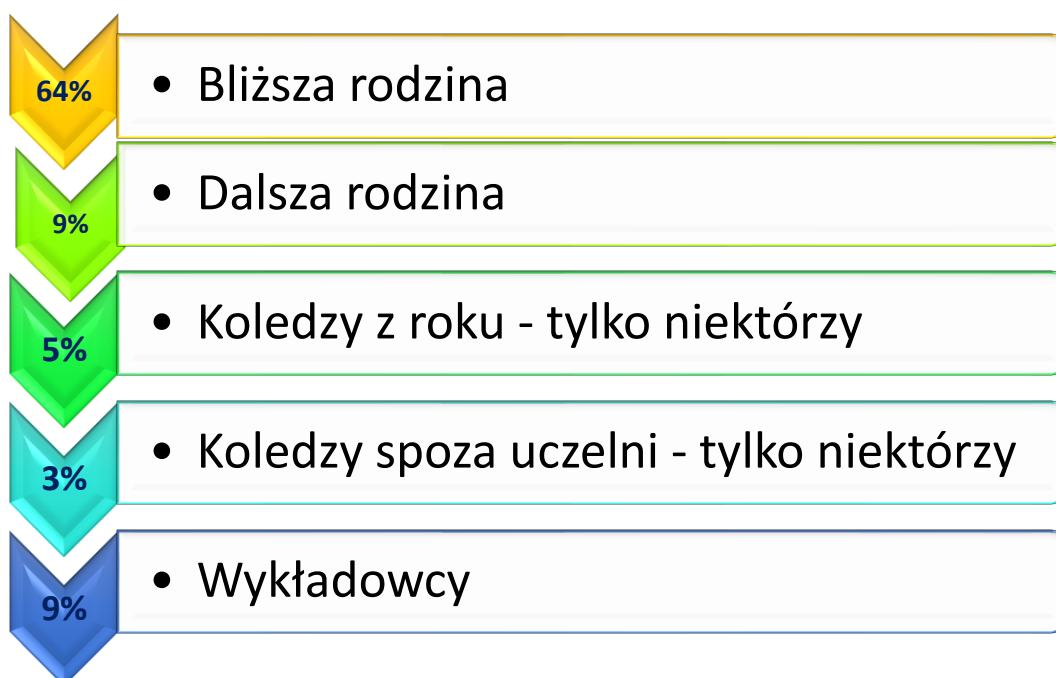 64%
• Bliższa rodzina
9%
• Dalsza rodzina
5%
• Koledzy z roku - tylko niektórzy
3%
• Koledzy spoza uczelni - tylko niektórzy
9%
• Wykładowcy